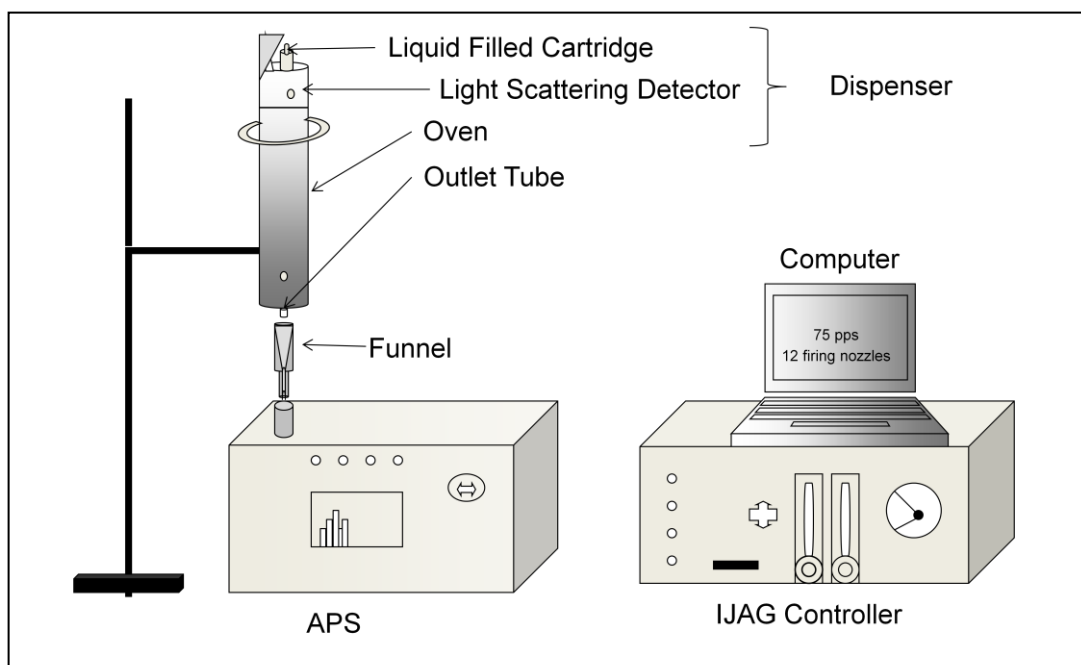 Liquid Filled Cartridge
Light Scattering Detector
Dispenser
Oven
Outlet Tube
Funnel
Computer
75 pps
12 firing nozzles
APS
IJAG Controller